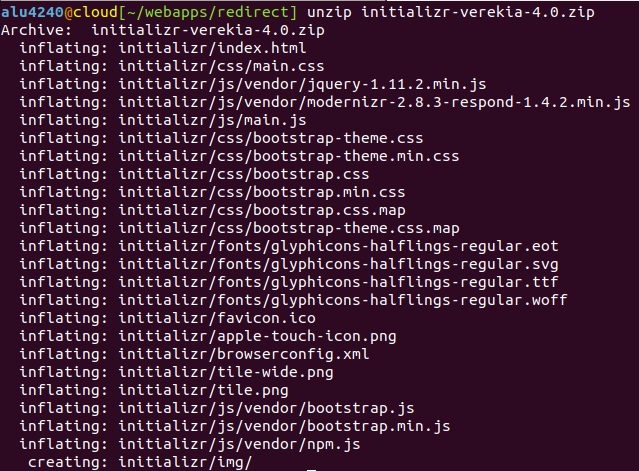 alu4240@cloud[~/webapps/redirect] unzip initializr-verekia-4.0.zip
Archive:  initializr-verekia-4.0.zip
  inflating: initializr/index.html
  inflating: initializr/css/main.css
  inflating: initializr/js/vendor/jquery-1.11.2.min.js
  inflating: initializr/js/vendor/modernizr-2.8.3-respond-1.4.2.min.js
  inflating: initializr/js/main.js
  inflating: initializr/css/bootstrap-theme.css
  inflating: initializr/css/bootstrap-theme.min.css
  inflating: initializr/css/bootstrap.css
  inflating: initializr/css/bootstrap.min.css
  inflating: initializr/css/bootstrap.css.map
  inflating: initializr/css/bootstrap-theme.css.map
  inflating: initializr/fonts/glyphicons-halflings-regular.eot
  inflating: initializr/fonts/glyphicons-halflings-regular.svg
  inflating: initializr/fonts/glyphicons-halflings-regular.ttf
  inflating: initializr/fonts/glyphicons-halflings-regular.woff
  inflating: initializr/favicon.ico
  inflating: initializr/apple-touch-icon.png
  inflating: initializr/browserconfig.xml
  inflating: initializr/tile-wide.png
  inflating: initializr/tile.png
  inflating: initializr/js/vendor/bootstrap.js
  inflating: initializr/js/vendor/bootstrap.min.js
  inflating: initializr/js/vendor/npm.js
   creating: initializr/img/